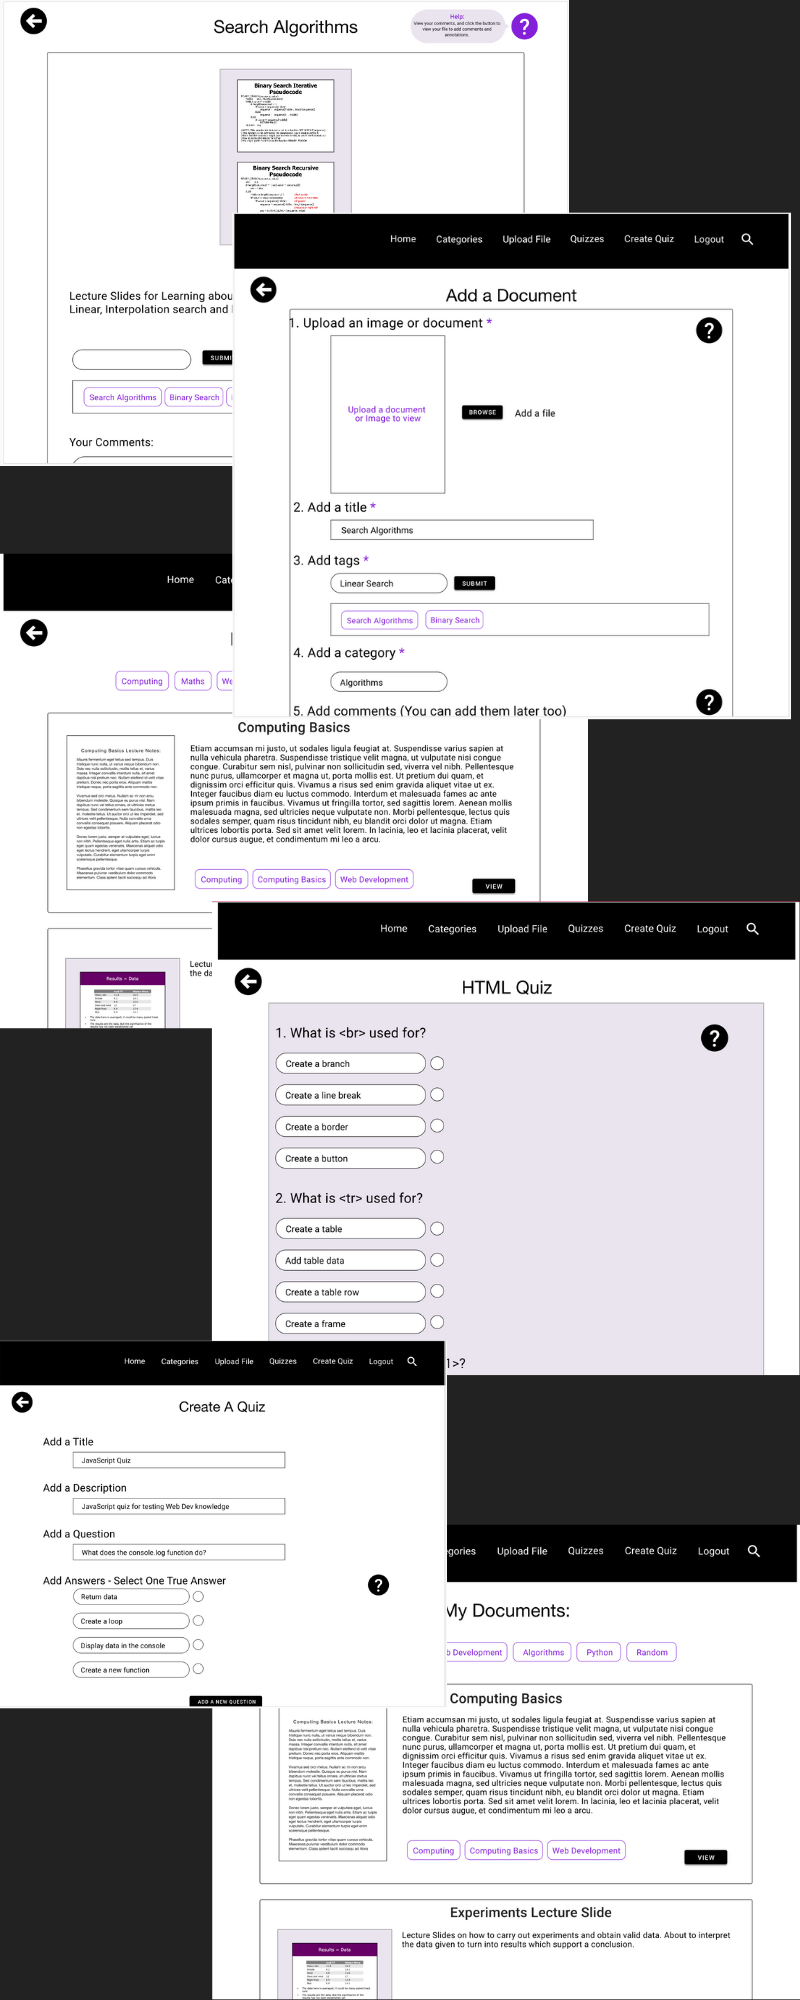 Search Algorithms
Help:
View your comments, and click the button to
view your file to add comments and
annotations.
?
Binary Search Iterative
Pseudocode
Binary Search Recursive
Pseudocode
Lecture Slides for Learning abou
Linear, Interpolation search and
SUBMI
Search Algorithms
Binary Search
Your Comments:
Home
Categories
Upload File
Quizzes
Create Quiz
Logout
Add a Document
1. Upload an image or document *
?
Upload a document
or Image to view
BROWSE
Add a file
2. Add a title *
Search Algorithms
3. Add tags *
Linear Search
SUBMIT
Search Algorithms
Binary Search
4. Add a category *
Algorithms
5. Add comments (You can add them later too)
?
Home
Cate
Computing
Maths
We
Computing Basics
Computing Basics Lecture Notes:
Etiam accumsan mi justo, ut sodales ligula feugiat at. Suspendisse varius sapien at
nulla vehicula pharetra. Suspendisse tristique velit magna, ut vulputate nisi congue
congue. Curabitur sem nisl, pulvinar non sollicitudin sed, viverra vel nibh. Pellentesque
nunc purus, ullamcorper et magna ut, porta mollis est. Ut pretium dui quam, et
dignissim orci efficitur quis. Vivamus a risus sed enim gravida aliquet vitae ut ex.
Integer faucibus diam eu luctus commodo. Interdum et malesuada fames ac ante
ipsum primis in faucibus. Vivamus ut fringilla tortor, sed sagittis lorem. Aenean mollis
malesuada magna, sed ultricies neque vulputate non. Morbi pellentesque, lectus quis
sodales semper, quam risus tincidunt nibh, eu blandit orci dolor ut magna. Etiam
ultrices lobortis porta. Sed sit amet velit lorem. In lacinia, leo et lacinia placerat, velit
dolor cursus augue, et condimentum mi leo a arcu.
Computing
Computing Basics
Web Development
VIEW
Lectu
the da
Results – Data
Home
Categories
Upload File
Quizzes
Create Quiz
Logout
HTML Quiz
1. What is <br> used for?
?
Create a branch
Create a line break
Create a border
Create a button
2. What is <tr> used for?
Create a table
Add table data
Create a table row
Create a frame
1>?
Home
Categories
Upload File
Quizzes
Create Quiz
Logout
Create A Quiz
Add a Title
JavaScript Quiz
Add a Description
JavaScript quiz for testing Web Dev knowledge
Add a Question
What does the console.log function do?
Add Answers - Select One True Answer
?
Return data
Create a loop
Display data in the console
Create a new function
ADD A NEW QUESTION
egories
Upload File
Quizzes
Create Quiz
Logout
My Documents:
b Development
Algorithms
Python
Random
Computing Basics
Computing Basics Lecture Notes:
Etiam accumsan mi justo, ut sodales ligula feugiat at. Suspendisse varius sapien at
nulla vehicula pharetra. Suspendisse tristique velit magna, ut vulputate nisi congue
congue. Curabitur sem nisl, pulvinar non sollicitudin sed, viverra vel nibh. Pellentesque
nunc purus, ullamcorper et magna ut, porta mollis est. Ut pretium dui quam, et
dignissim orci efficitur quis. Vivamus a risus sed enim gravida aliquet vitae ut ex.
Integer faucibus diam eu luctus commodo. Interdum et malesuada fames ac ante
ipsum primis in faucibus. Vivamus ut fringilla tortor, sed sagittis lorem. Aenean mollis
malesuada magna, sed ultricies neque vulputate non. Morbi pellentesque, lectus quis
sodales semper, quam risus tincidunt nibh, eu blandit orci dolor ut magna. Etiam
ultrices lobortis porta. Sed sit amet velit lorem. In lacinia, leo et lacinia placerat, velit
dolor cursus augue, et condimentum mi leo a arcu.
Computing
Computing Basics
Web Development
VIEW
Experiments Lecture Slide
Lecture Slides on how to carry out experiments and obtain valid data. About to interpret
the data given to turn into results which support a conclusion.
Results – Data